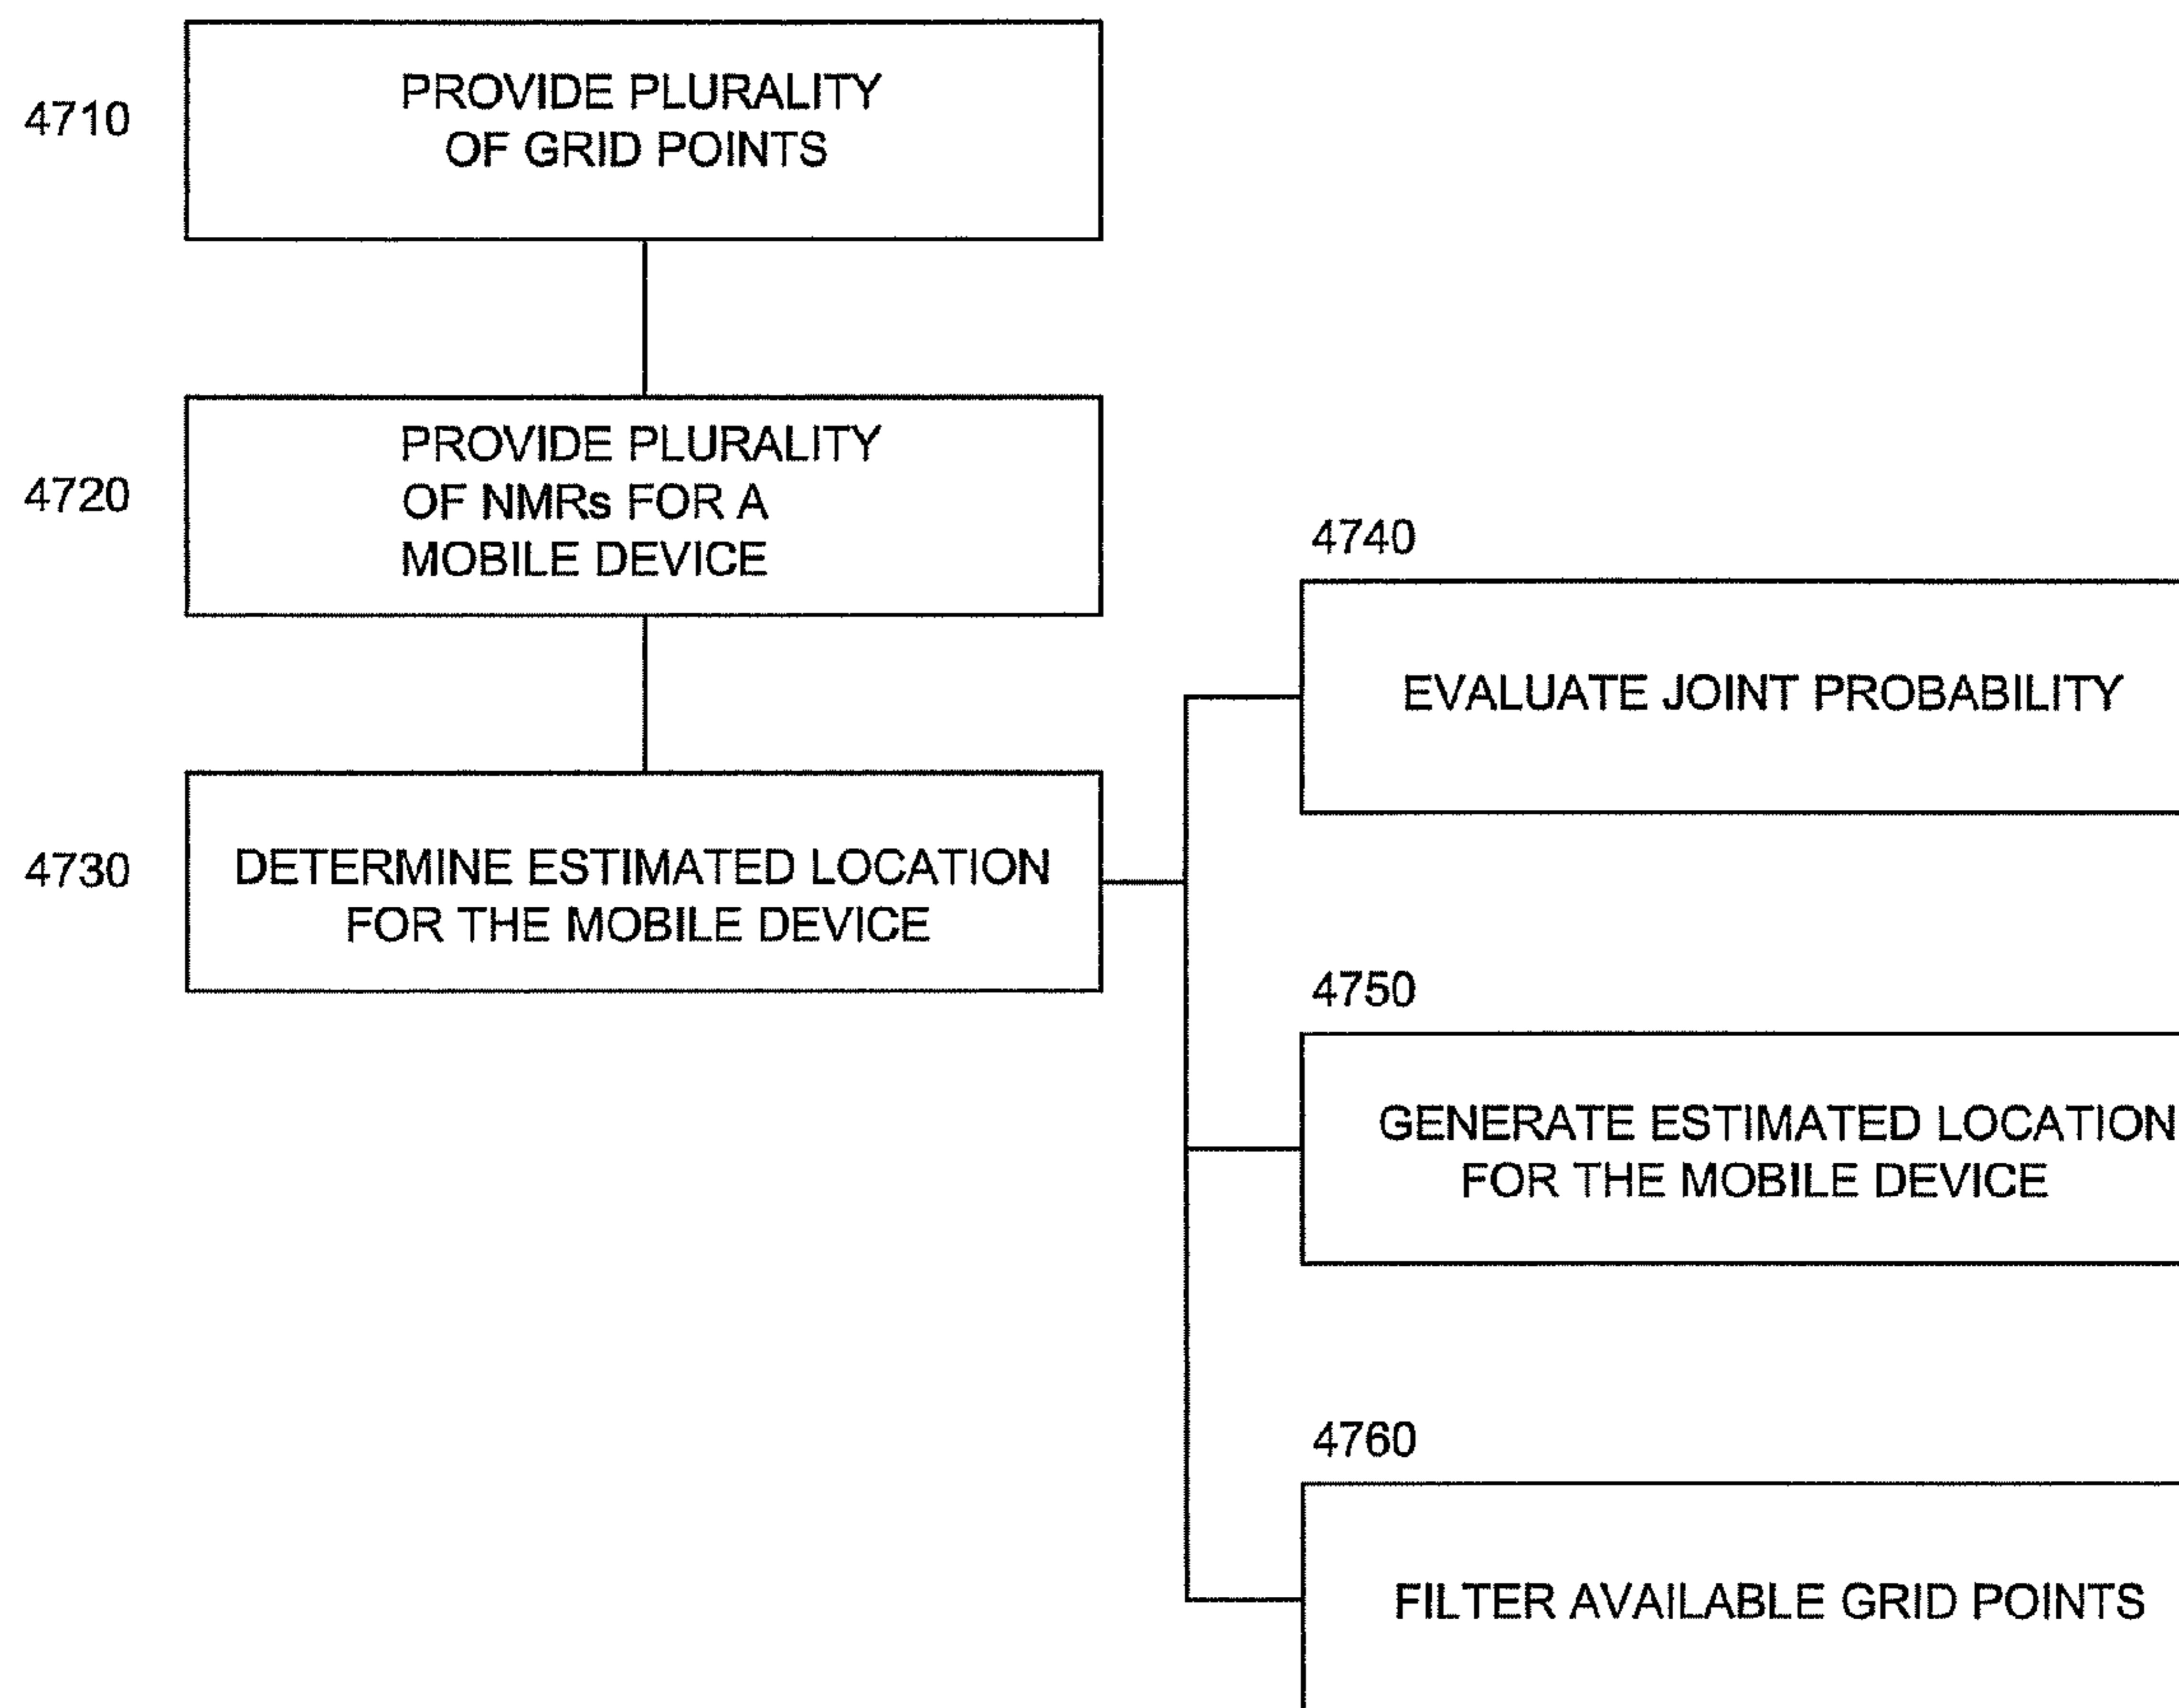 4710
PROVIDE PLURALITY
OF GRID POINTS
4720
PROVIDE PLURALITY
OF NMRs FOR A
MOBILE DEVICE
4730
DETERMINE ESTIMATED LOCATION
FOR THE MOBILE DEVICE
4740
EVALUATE JOINT PROBABILITY
4750
GENERATE ESTIMATED LOCATION
FOR THE MOBILE DEVICE
4760
FILTER AVAILABLE GRID POINTS